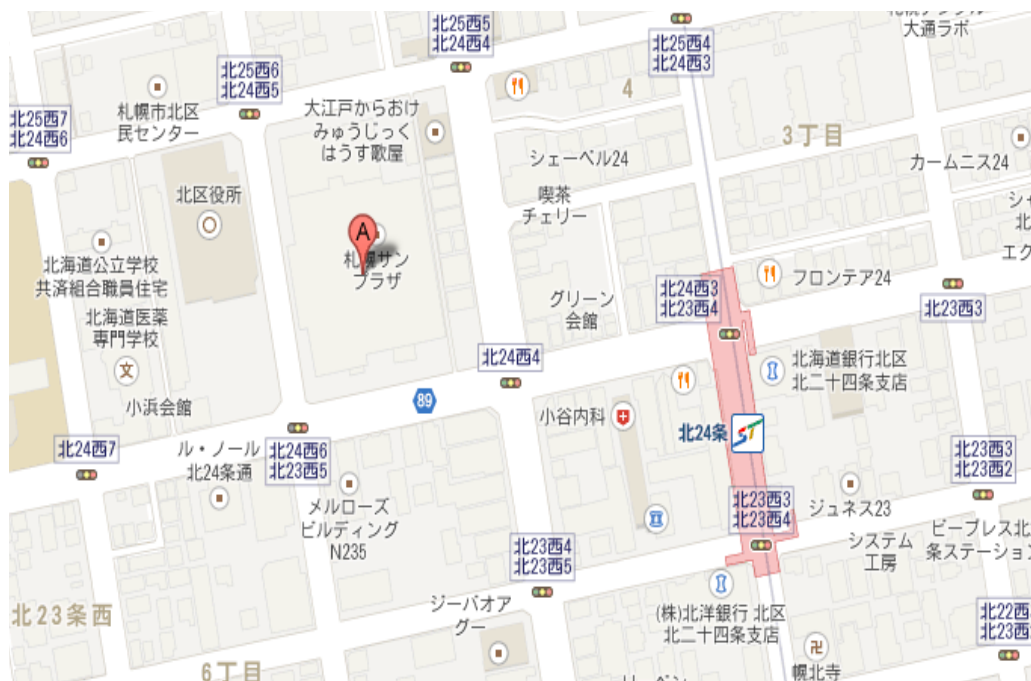 北25西5
北24西4
北25西4
北24西3
大通ラボ
北25西6
北24西5
札幌市北区
民センター
大江戸からおけ
みゅうじっく
はうす歌屋
4
3丁目
北25西7
北24西6
シェーベル24
カームニス24
北区役所
喫茶
チェリー
札幌サン
プラザ
A
北海道公立学校
共済組合職員住宅
北海道医薬
専門学校
文
小浜会館
グリーン
会館
北24西3
北23西4
フロンテア24
北23西3
北24西4
89
北海道銀行北区
北二十四条支店
小谷内科
北24条
ST
北24西7
ル・ノール
北24条通
北24西6
北23西5
メルローズ
ビルディング
N235
北23西3
北23西4
ジュネス23
北23西3
北23西2
北23西4
北23西5
システム
工房
ビープレス北
条ステーション
北23条西
ジーバオア
グー
(株)北洋銀行 北区
北二十四条支店
北22西
北23西
6丁目
幌北寺